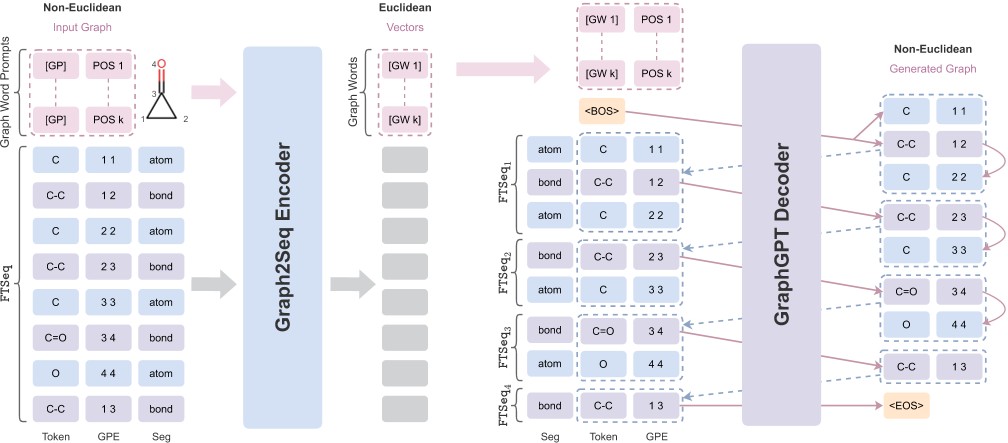 Non-Euclidean
Input Graph
Graph Word Prompts
[GP] POS 1
[GP] POS k
4 O
3
1 2
FTSeq
C 1 1 atom
C-C 1 2 bond
C 2 2 atom
C-C 2 3 bond
C 3 3 atom
C=O 3 4 bond
O 4 4 atom
C-C 1 3 bond
Token GPE Seg
Graph2Seq Encoder
Euclidean
Vectors
Graph Words
[GW 1]
[GW k]
[GW 1] POS 1
[GW k] POS k
<BOS>
FTSeq1
atom C 1 1
bond C-C 1 2
atom C 2 2
FTSeq2
bond C-C 2 3
atom C 3 3
FTSeq3
bond C=O 3 4
atom O 4 4
FTSeq4
bond C-C 1 3
Seg Token GPE
GraphGPT Decoder
Non-Euclidean
Generated Graph
C 1 1
C-C 1 2
C 2 2
C-C 2 3
C 3 3
C=O 3 4
O 4 4
C-C 1 3
<EOS>